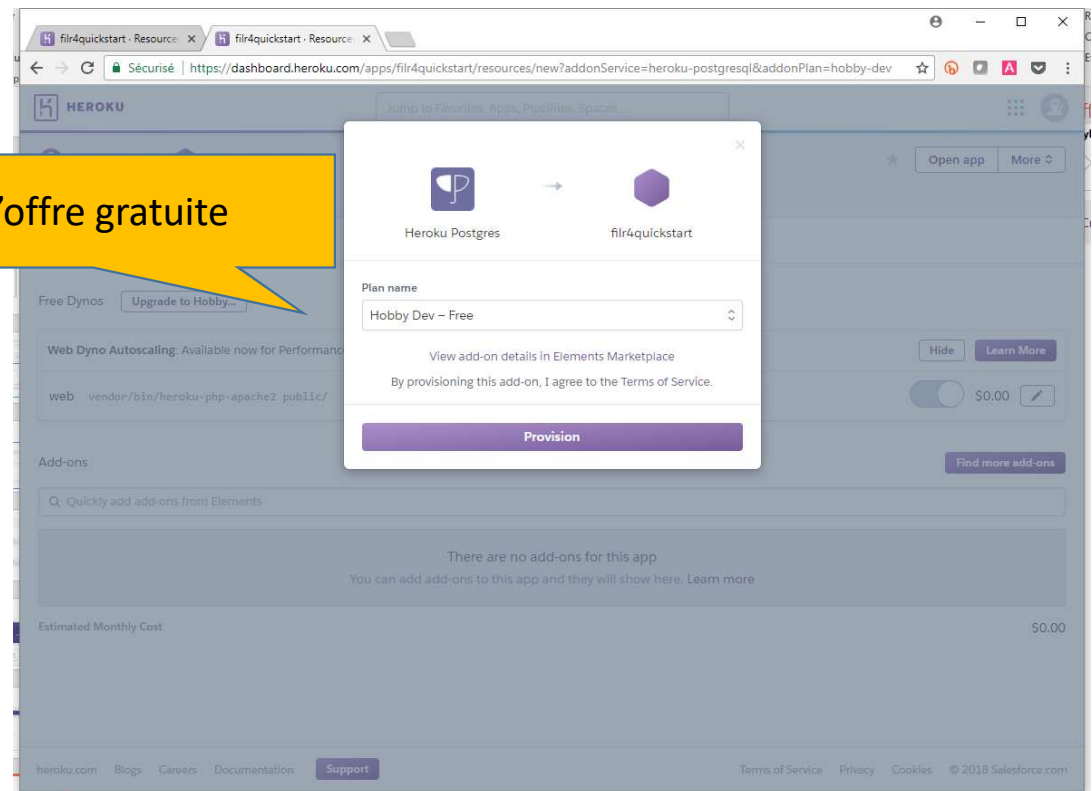 filr4quickstart · Resource
filr4quickstart · Resource
Sécurisé | https://dashboard.heroku.com/apps/filr4quickstart/resources/new?addonService=heroku-postgresql&addonPlan=hobby-dev
HEROKU
Jump to Favorites, Apps, Pipelines, Spaces...
Open app More
'offre gratuite
Heroku Postgres filr4quickstart
Plan name
Free Dynos Upgrade to Hobby...
Hobby Dev – Free
Web Dyno Autoscaling: Available now for Performanc
Hide Learn More
View add-on details in Elements Marketplace
By provisioning this add-on, I agree to the Terms of Service.
web vendor/bin/heroku-php-apache2 public/
$0.00
Provision
Add-ons
Find more add-ons
Quickly add add-ons from Elements
There are no add-ons for this app
You can add add-ons to this app and they will show here. Learn more
Estimated Monthly Cost
$0.00
heroku.com Blogs Careers Documentation Support
Terms of Service Privacy Cookies © 2018 Salesforce.com